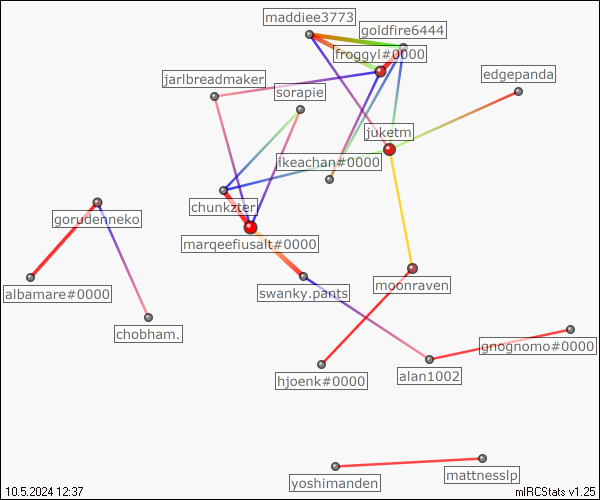 maddiee3773
goldfire6444
froggyl#0000
edgepanda
jarlbreadmaker
sorapie
juketm
ikeachan#0000
chunkzter
gorudenneko
marqeefiusalt#0000
moonraven
swanky.pants
albamare#0000
chobham.
gnognomo#0000
hjoenk#0000
alan1002
mattnesslp
yoshimanden
10.5.2024 12:37
mIRCStats v1.25